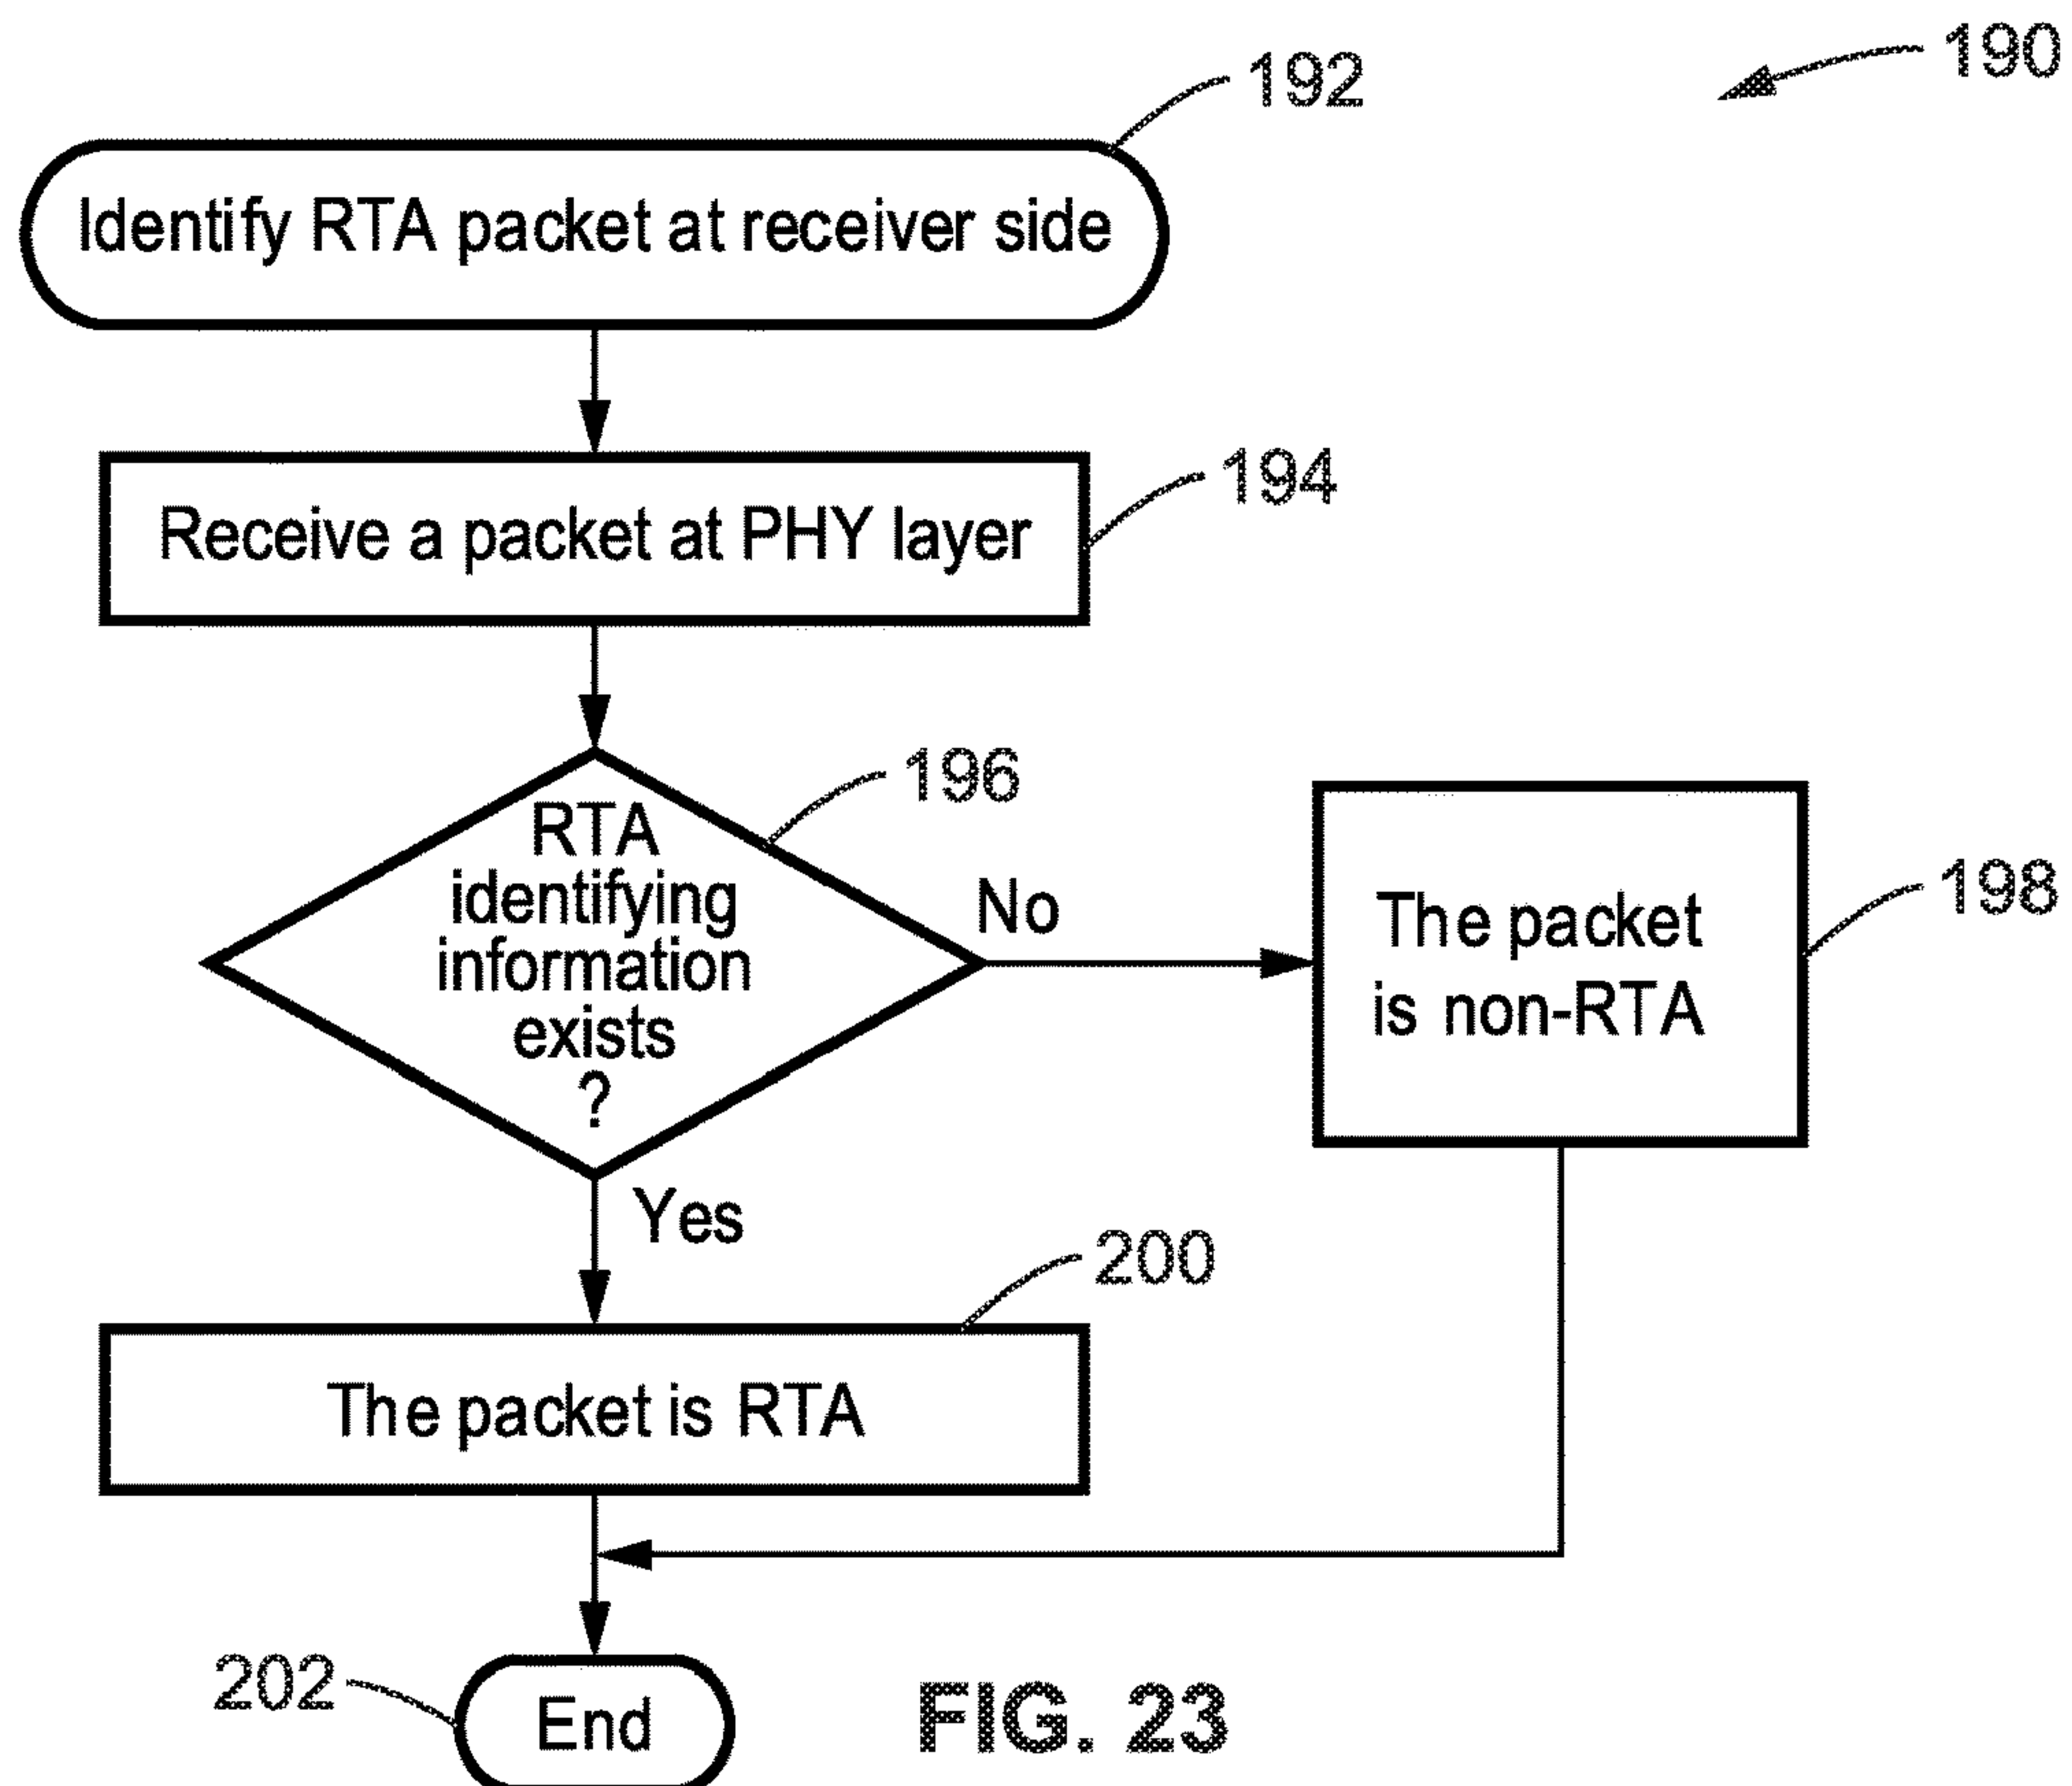 190
192
Identify RTA packet at receiver side
194
Receive a packet at PHY layer
196
RTA
identifying
information
exists
?
No
198
The packet
is non-RTA
Yes
200
The packet is RTA
202
End
FIG. 23